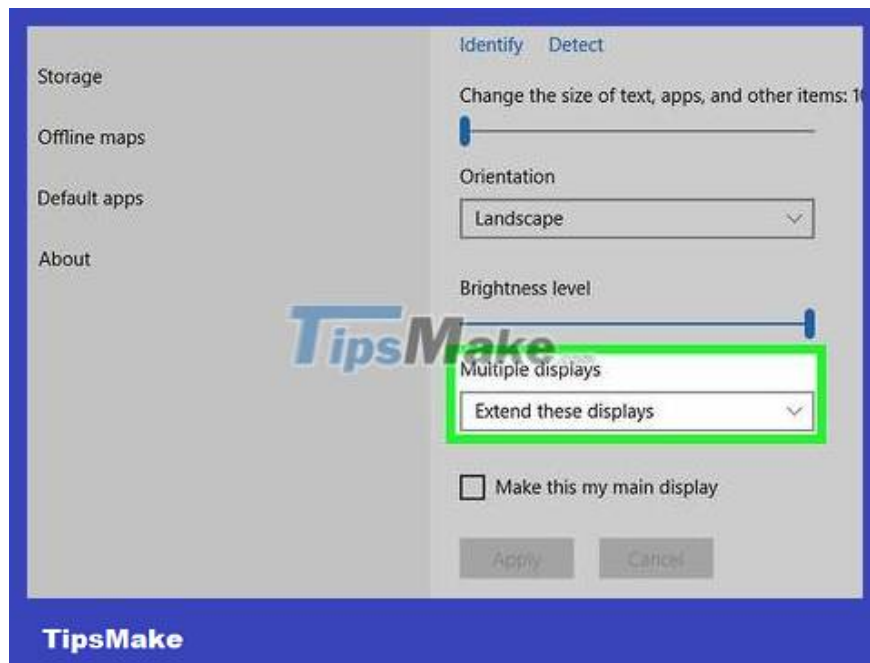 Storage
Offline maps
Default apps
About
Identify Detect
Change the size of text, apps, and other items: 10
Orientation
Landscape
Brightness level
TipsMake
Multiple displays
Extend these displays
Make this my main display
Apply Cancel
TipsMake